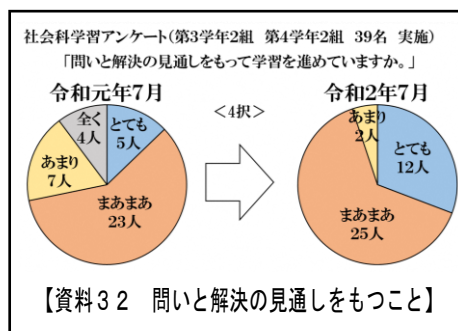 社会科学習アンケート(第3学年2組 第4学年2組 39名 実施)
「問いと解決の見通しをもって学習を進めていますか。」
令和元年7月
<4択>
令和2年7月
全く
4人
とても
5人
あまり
7人
まあまあ
23人
あまり
2人
とても
12人
まあまあ
25人
【資料32 問いと解決の見通しをもつこと】